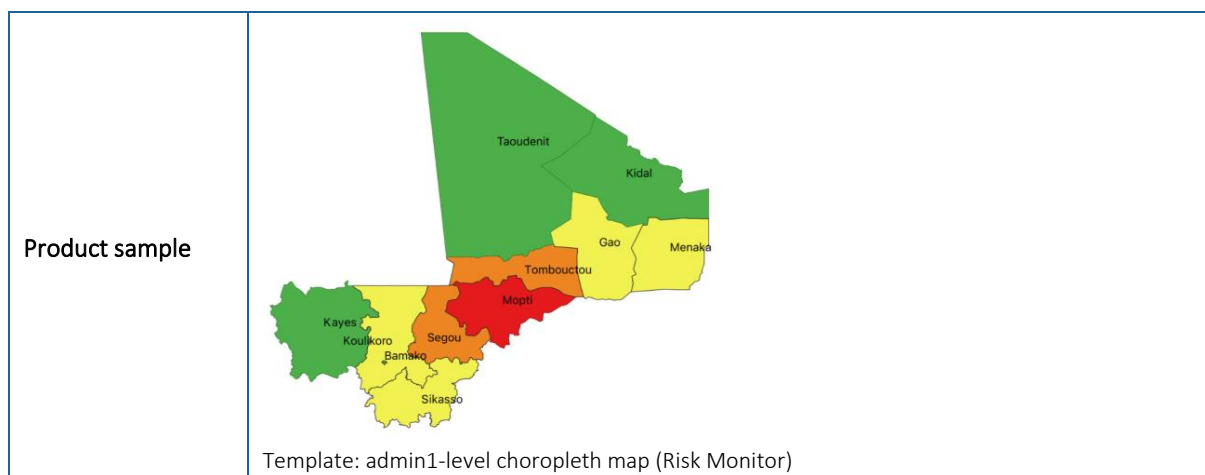 Product sample
Taoudenit
Kidal
Gao
Menaka
Tombouctou
Mopti
Kayes
Koulikoro
Segou
Bamako
Sikasso
Template: admin1-level choropleth map (Risk Monitor)